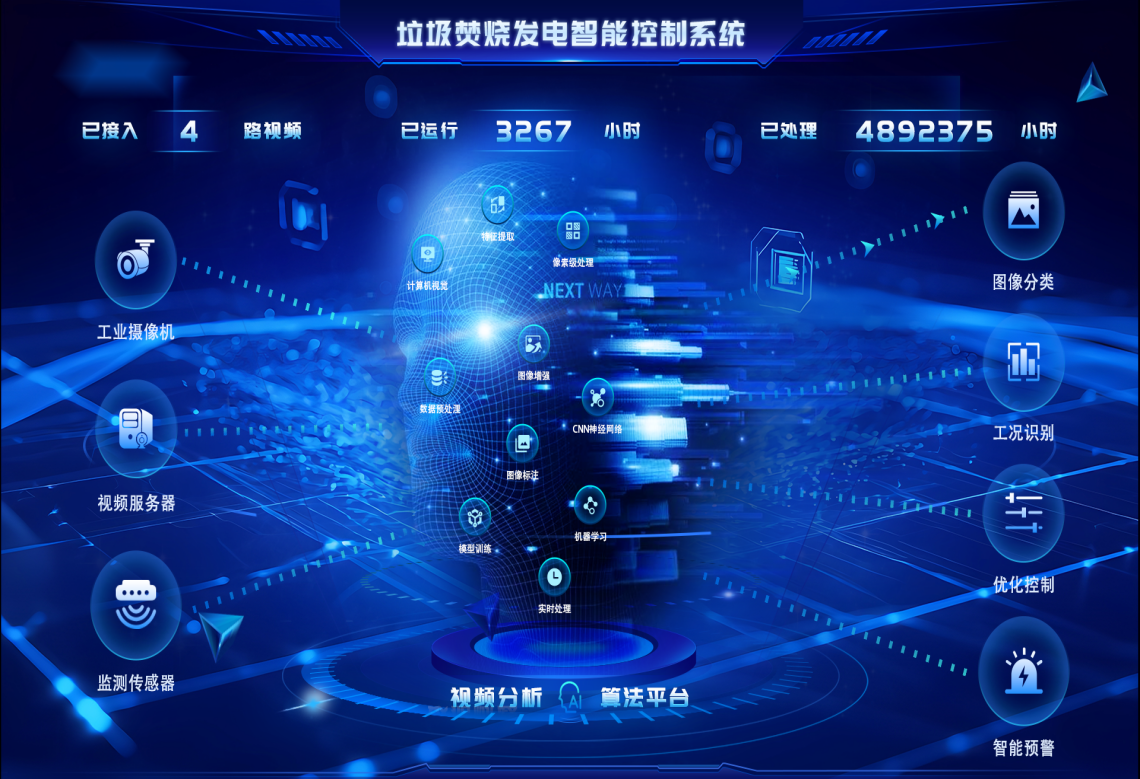 垃圾焚烧发电智能控制系统
已接入 4 路视频
已运行 3267 小时
已处理 4892375 小时
特征提取
像素级处理
计算机视觉
NEXT WAY
图像增强
数据预处理
CNN神经网络
图像标注
机器学习
模型训练
实时处理
工业摄像机
视频服务器
监测传感器
图像分类
工况识别
优化控制
智能预警
视频分析 AI 算法平台